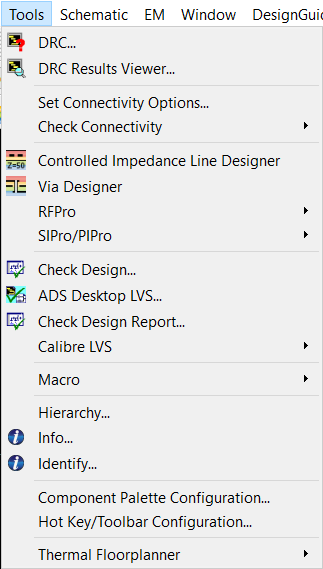 Tools Schematic EM Window DesignGuid
DRC...
DRC Results Viewer...
Set Connectivity Options...
Check Connectivity
Z=50 Controlled Impedance Line Designer
Via Designer
RFPro
SIPro/PIPro
Check Design...
ADS Desktop LVS...
Check Design Report...
Calibre LVS
Macro
Hierarchy...
Info...
Identify...
Component Palette Configuration...
Hot Key/Toolbar Configuration...
Thermal Floorplanner